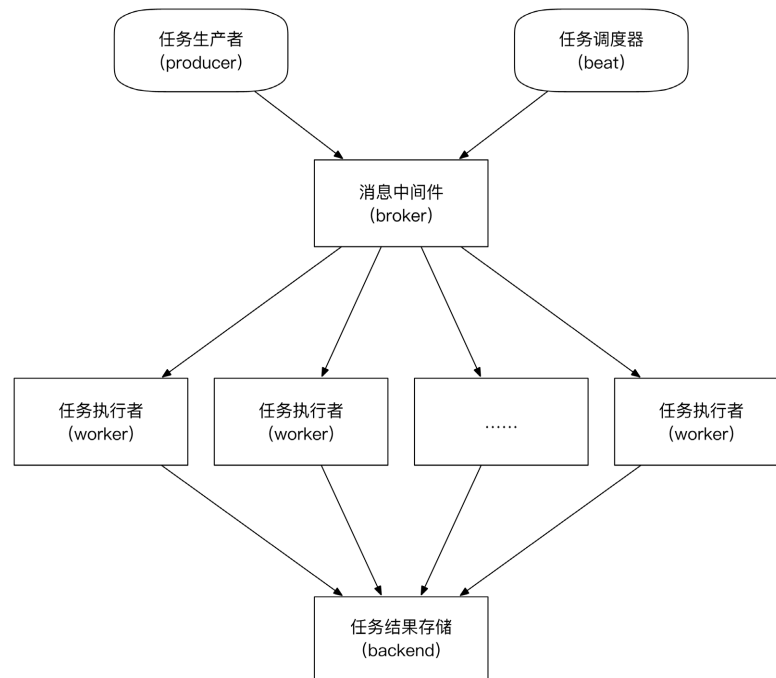 任务生产者
（producer）
任务调度器
（beat）
消息中间件
（broker）
任务执行者
（worker）
任务执行者
（worker）
……
任务执行者
（worker）
任务结果存储
（backend）